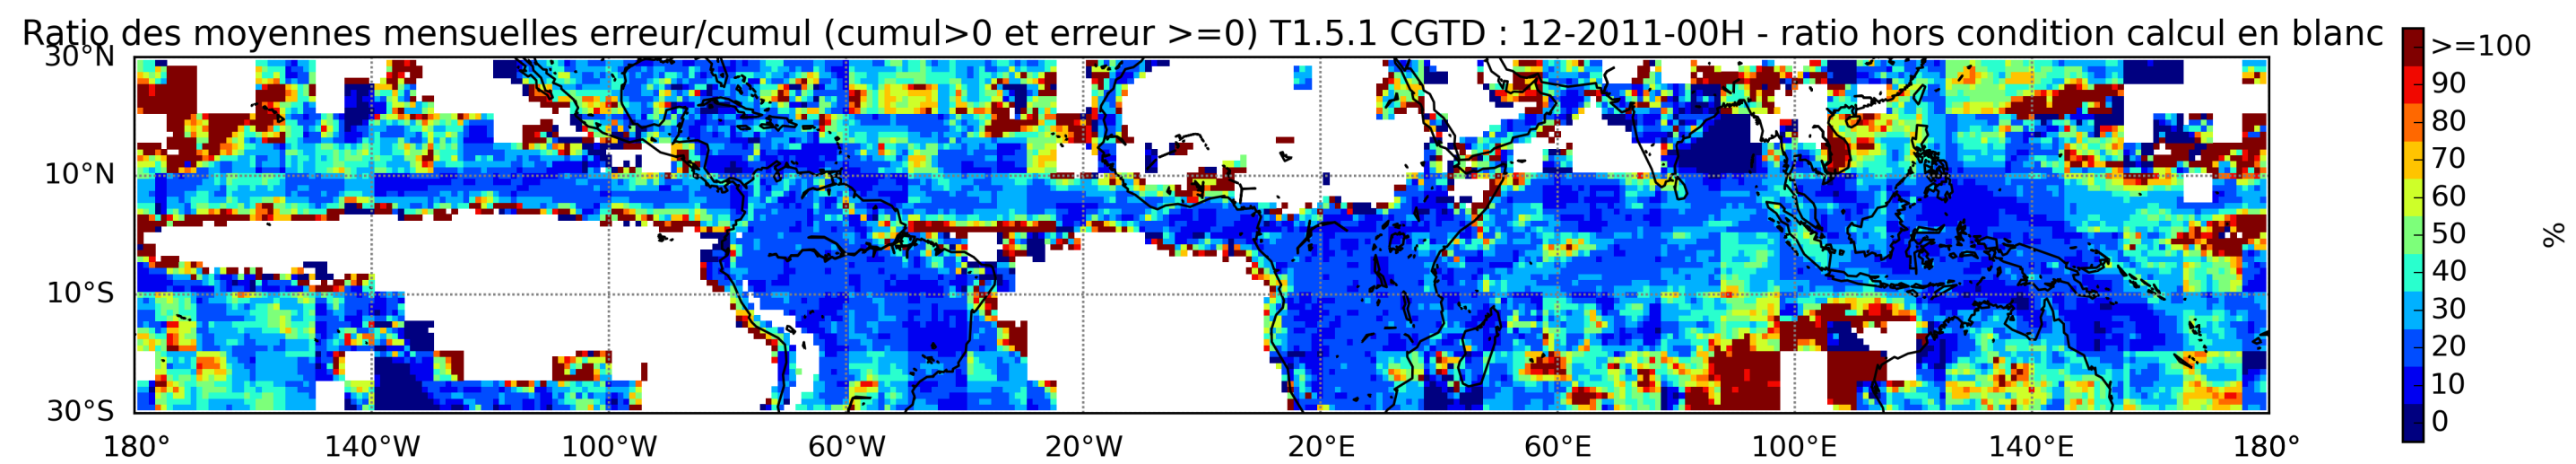 Ratio des moyennes mensuelles erreur/cumul (cumul>0 et erreur >=0) T1.5.1 CGTD : 12-2011-00H - ratio hors condition calcul en blanc
30°N
10°N
10°S
30°S
180° 140°W 100°W 60°W 20°W 20°E 60°E 100°E 140°E 180°
>=100
90
80
70
60
50
40
30
20
10
0
%